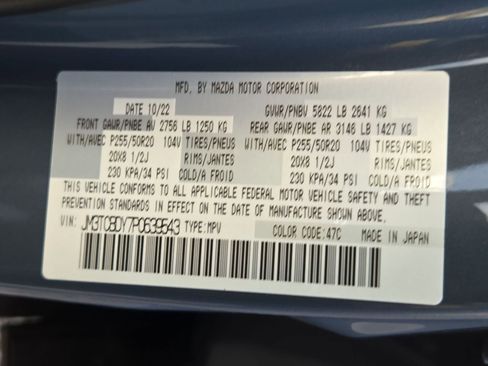 MFD. BY MAZDA MOTOR CORPORATION
DATE 10/22 GVWR/PNBV 5822 LB 2641 KG
FRONT GAWR/PNBE AV 2756 LB 1250 KG REAR GAWR/PNBE AR 3146 LB 1427 KG
WITH/AVEC P255/50R20 104V TIRES/PNEUS WITH/AVEC P255/50R20 104V TIRES/PNEUS
20X8 1/2J RIMS/JANTES 20X8 1/2J RIMS/JANTES
230 KPA/34 PSI COLD/A FROID 230 KPA/34 PSI COLD/A FROID
THIS VEHICLE CONFORMS TO ALL APPLICABLE FEDERAL MOTOR VEHICLE SAFETY AND THEFT
PREVENTION STANDARDS IN EFFECT ON THE DATE OF MANUFACTURE SHOWN ABOVE.
VIN: JM3TCBDY7P0639543 TYPE:MPV COLOR CODE:47C MADE IN JAPAN